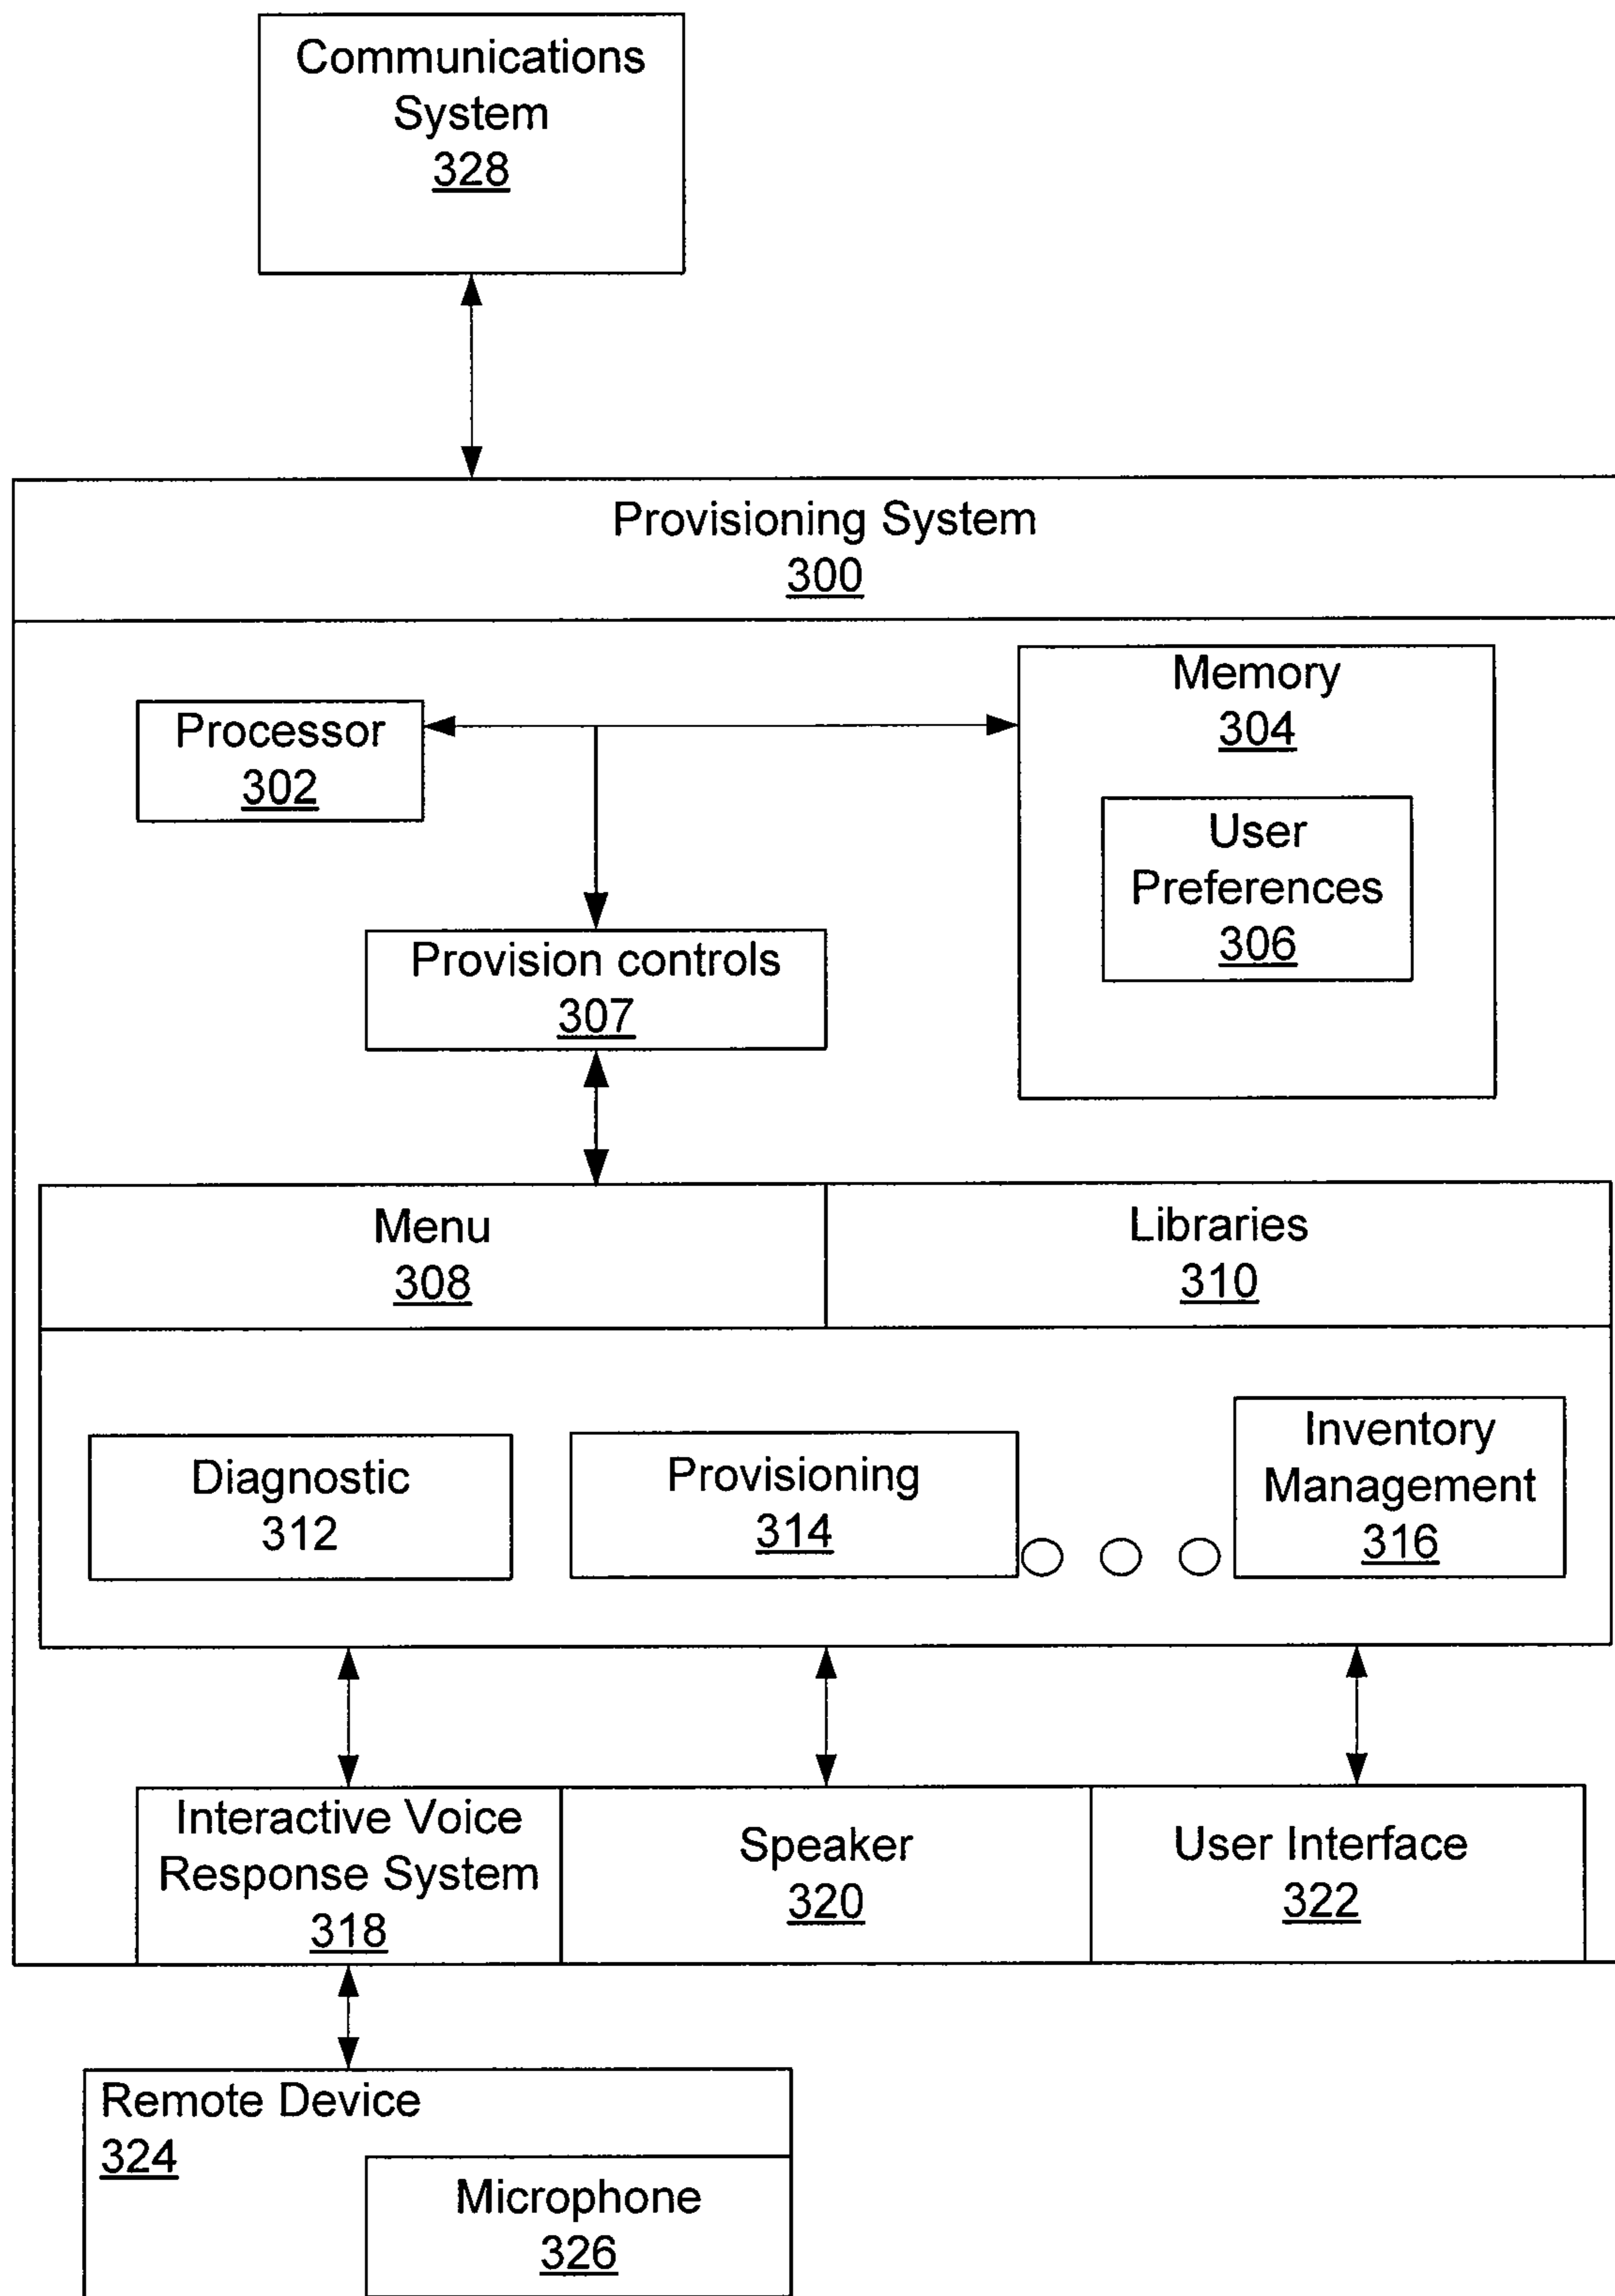 Communications
System
328
Provisioning System
300
Processor
302
Memory
304
User
Preferences
306
Provision controls
307
Menu
308
Libraries
310
Diagnostic
312
Provisioning
314
Inventory
Management
316
Interactive Voice
Response System
318
Speaker
320
User Interface
322
Remote Device
324
Microphone
326